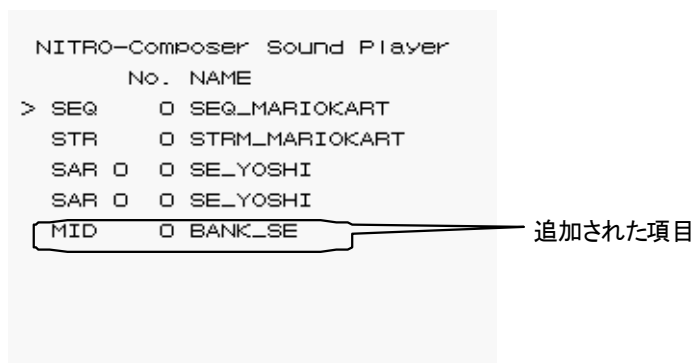 NITRO-Composer Sound Player
No. NAME
> SEQ 0 SEQ_MARIOKART
STR 0 STRM_MARIOKART
SAR 0 0 SE_YOSHI
SAR 0 0 SE_YOSHI
MID 0 BANK_SE
追加された項目